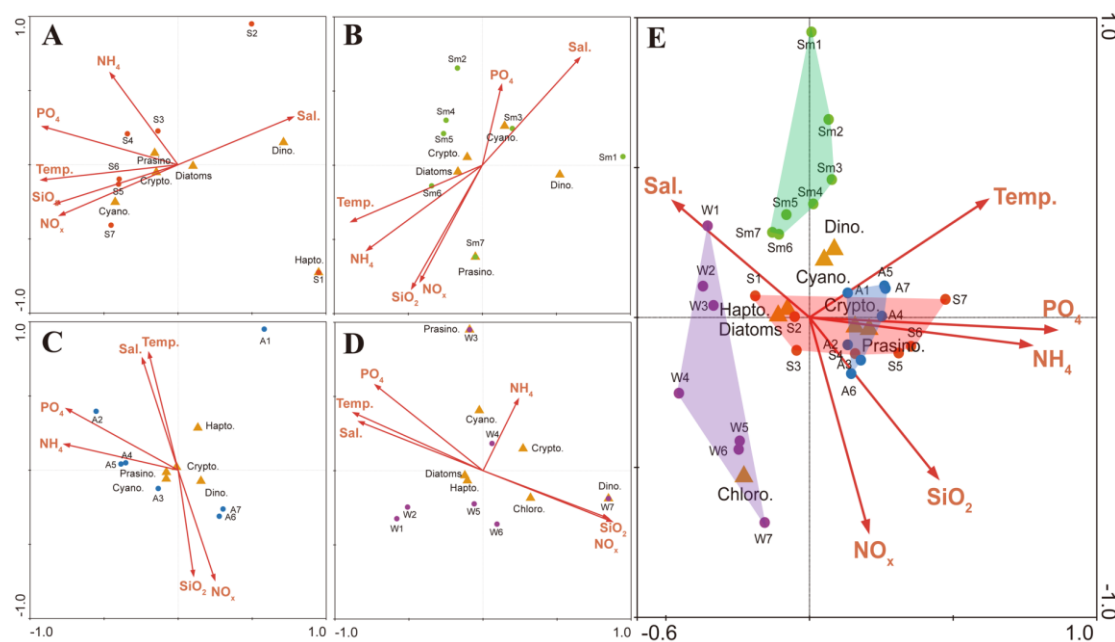 A
1.0
S2
NH4
PO4
S3
S4
Sal.
Prasino.
Dino.
Temp.
S6
Crypto.
Diatoms
SiO
S5
NOx
Cyano.
S7
Hapto.
S1
-1.0
B
Sal.
Sm2
PO4
Sm4
Sm3
Sm5
Cyano.
Crypto.
Sm1
Diatoms
Dino.
Sm6
Temp.
NH4
Sm7
Prasino.
SiO2
NOx
C
1.0
A1
Temp.
Sal.
PO4
A2
Hapto.
NH4
A4
A5
Crypto.
Prasino.
Cyano.
A3
Dino.
A7
A6
SiO2
NOx
-1.0
-1.0
1.0
D
Prasino.
W3
PO4
NH4
Temp.
Cyano.
Sal.
W4
Crypto.
Diatoms
Hapto.
Dino.
Chloro.
W7
W2
W5
W1
W6
SiO2
NOx
-1.0
1.0
E
1.0
Sm1
Sm2
Sm3
Sal.
Sm4
Temp.
W1
Sm5
Sm7
Sm6
Dino.
W2
Cyano.
S1
A5
A1
A7
W3
Hapto.
Crypto.
S7
PO4
Diatoms
S2
A4
S6
A2
Prasino.
NH4
S3
S4
A3
S5
W4
A6
W5
W6
SiO2
Chloro.
W7
NOx
-1.0
-0.6
1.0